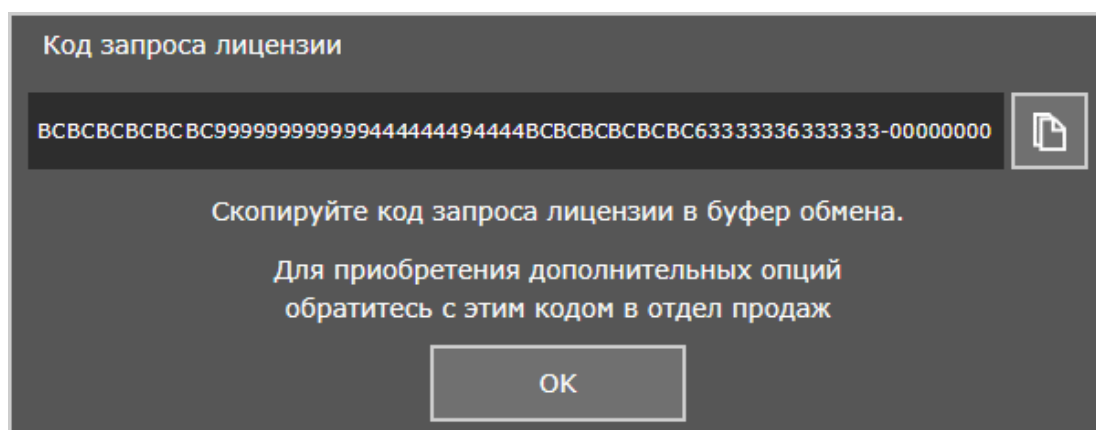 Код запроса лицензии
BCBCBCBCBCBC999999999999444444494444BCBCBCBCBCBC63333336333333-00000000
Скопируйте код запроса лицензии в буфер обмена.
Для приобретения дополнительных опций
обратитесь с этим кодом в отдел продаж
OK